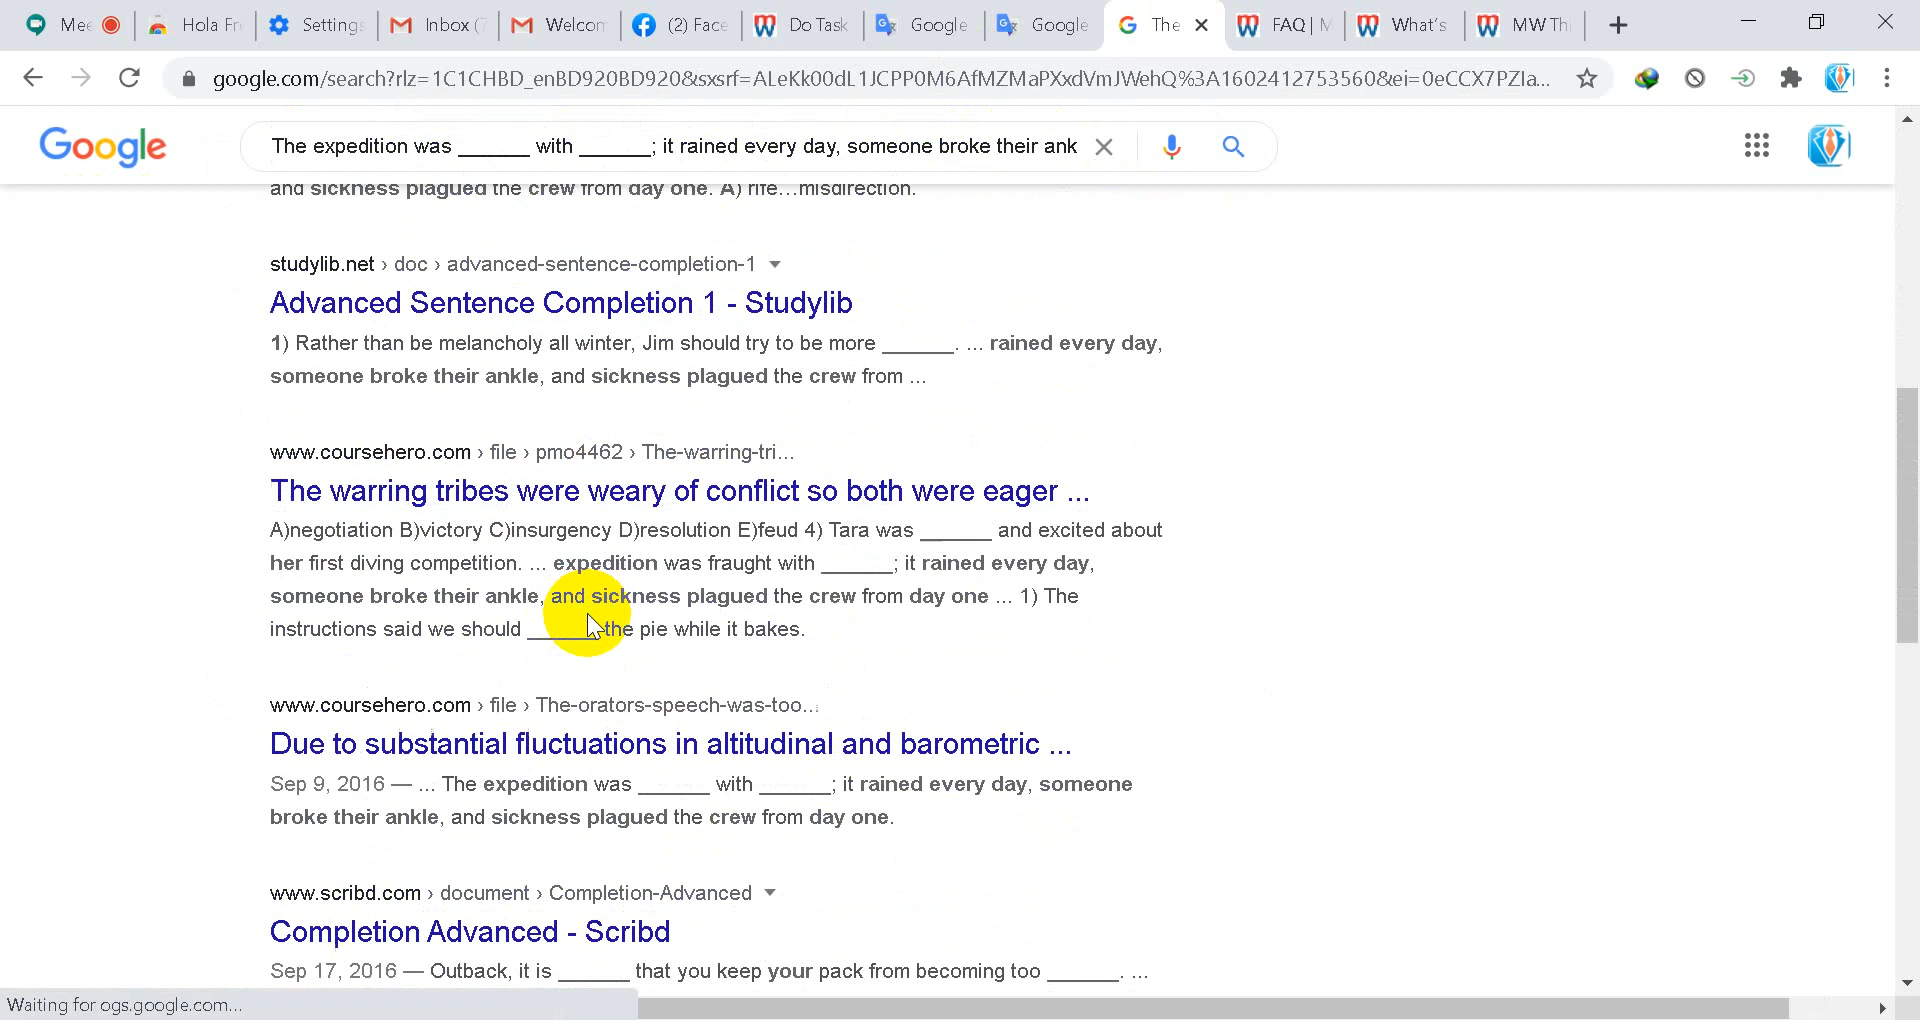 Mee
Hola Fr
Settings
Inbox (7
Welcom
(2) Face
Do Task
Google
Google
The
FAQ | M
What's
MW Th
google.com/search?rlz=1C1CHBD_enBD920BD920&sxsrf=ALeKk00dL1JCPP0M6AfMZMaPXxdVmJWehQ%3A1602412753560&ei=0eCCX7PZIa...
Google
The expedition was ______ with ______; it rained every day, someone broke their ank
and sickness plagued the crew from day one. A) rife...misdirection.
studylib.net › doc › advanced-sentence-completion-1
Advanced Sentence Completion 1 - Studylib
1) Rather than be melancholy all winter, Jim should try to be more ______. ... rained every day,
someone broke their ankle, and sickness plagued the crew from ...
www.coursehero.com › file › pmo4462 › The-warring-tri...
The warring tribes were weary of conflict so both were eager ...
A)negotiation B)victory C)insurgency D)resolution E)feud 4) Tara was ______ and excited about
her first diving competition. ... expedition was fraught with ______; it rained every day,
someone broke their ankle, and sickness plagued the crew from day one ... 1) The
instructions said we should ______ the pie while it bakes.
www.coursehero.com › file › The-orators-speech-was-too...
Due to substantial fluctuations in altitudinal and barometric ...
Sep 9, 2016 — ... The expedition was ______ with ______; it rained every day, someone
broke their ankle, and sickness plagued the crew from day one.
www.scribd.com › document › Completion-Advanced
Completion Advanced - Scribd
Sep 17, 2016 — Outback, it is ______ that you keep your pack from becoming too ______. ...
Waiting for ogs.google.com...